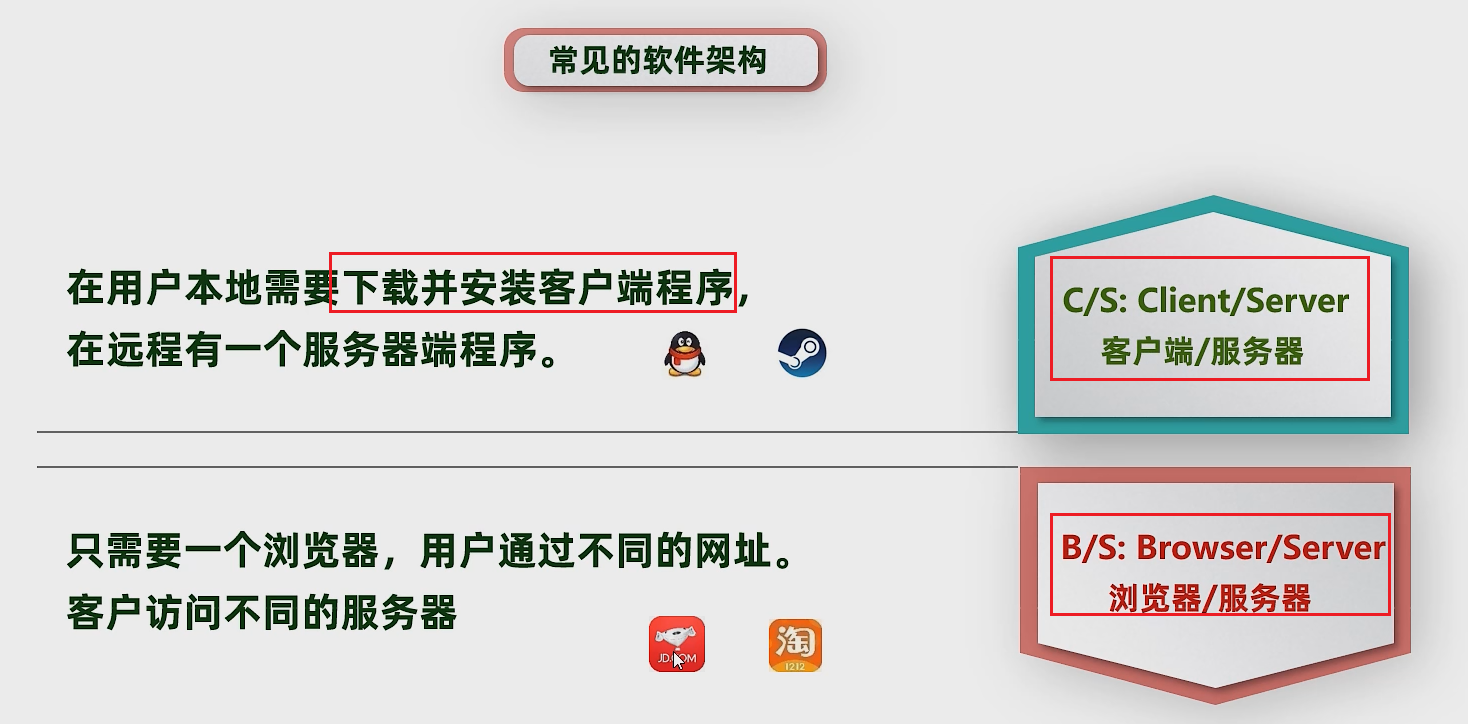 常见的软件架构
在用户本地需要下载并安装客户端程序，
在远程有一个服务器端程序。
C/S: Client/Server
客户端/服务器
只需要一个浏览器，用户通过不同的网址。
客户访问不同的服务器
B/S: Browser/Server
浏览器/服务器
JD.COM
淘
1212